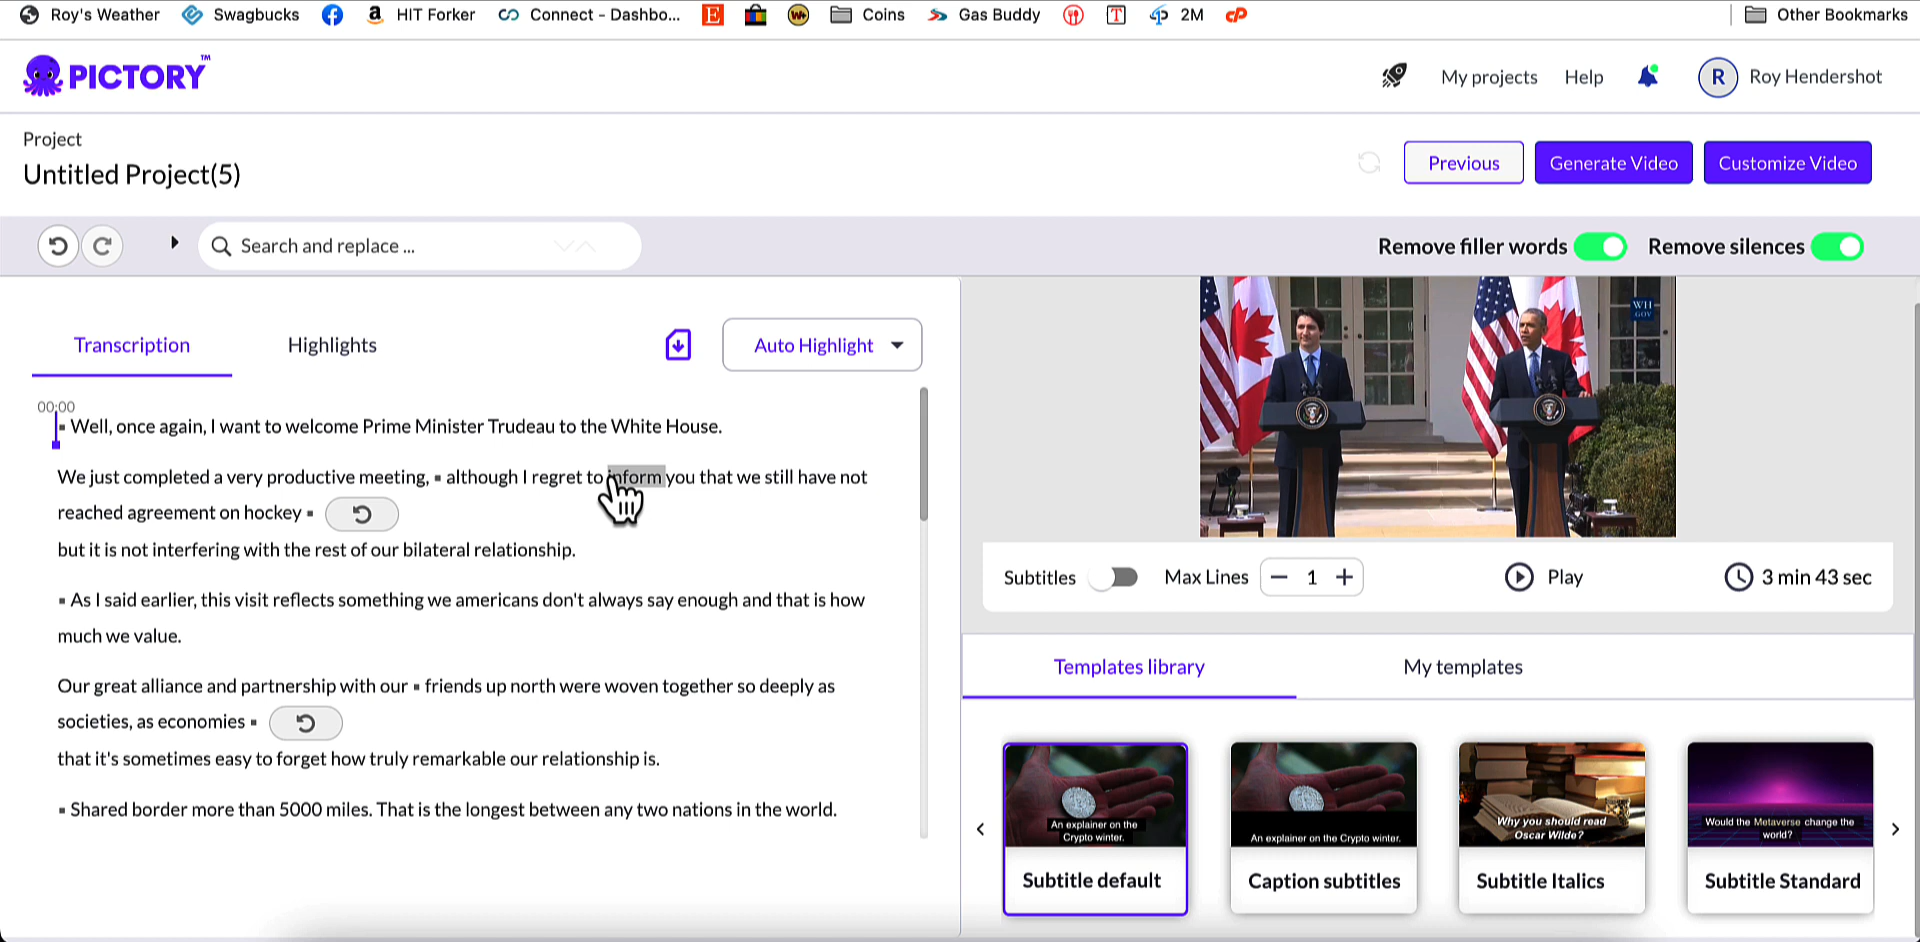 Roy's Weather Swagbucks HIT Forker Connect - Dashbo... Coins Gas Buddy 2M Other Bookmarks
PICTORY™
My projects Help R Roy Hendershot
Project
Untitled Project(5)
Previous Generate Video Customize Video
Search and replace ...
Remove filler words Remove silences
Transcription Highlights Auto Highlight
00:00
Well, once again, I want to welcome Prime Minister Trudeau to the White House.
We just completed a very productive meeting, although I regret to inform you that we still have not
reached agreement on hockey
but it is not interfering with the rest of our bilateral relationship.
As I said earlier, this visit reflects something we americans don't always say enough and that is how
much we value.
Our great alliance and partnership with our friends up north were woven together so deeply as
societies, as economies
that it's sometimes easy to forget how truly remarkable our relationship is.
Shared border more than 5000 miles. That is the longest between any two nations in the world.
WH
GOV
Subtitles Max Lines 1 Play 3 min 43 sec
Templates library My templates
An explainer on the
Crypto winter.
Subtitle default
An explainer on the Crypto winter.
Caption subtitles
Why you should read
Oscar Wilde?
Subtitle Italics
Would the Metaverse change the
world?
Subtitle Standard